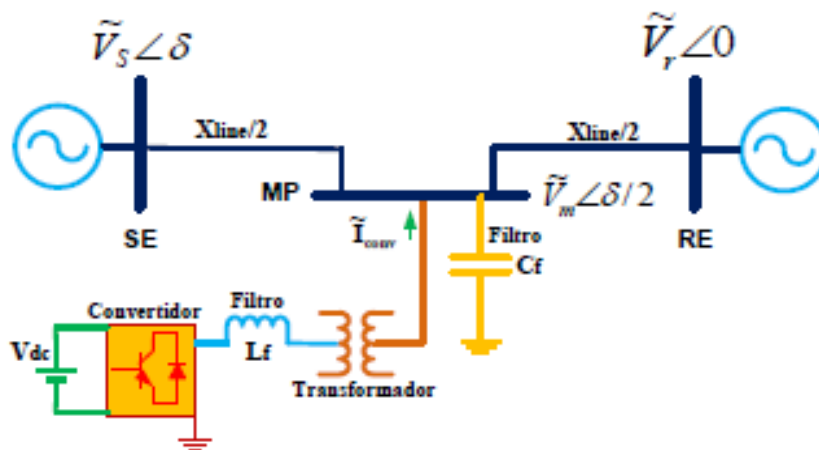 Ṽ_S∠δ
Ṽ_r∠0
Xline/2
Xline/2
MP
Ṽ_m∠δ/2
SE
Ĩ_conv
Filtro
Cf
RE
Convertidor
Filtro
Vdc
Lf
Transformador